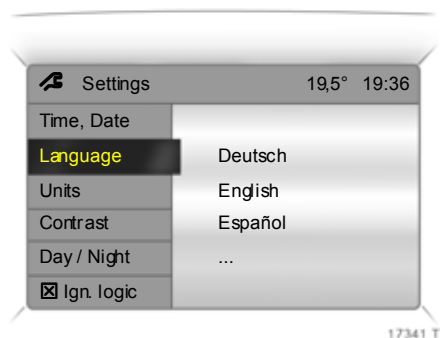 Settings 19,5° 19:36
Time, Date
Language Deutsch
Units English
Contrast Español
Day / Night ...
Ign. logic
17341 T